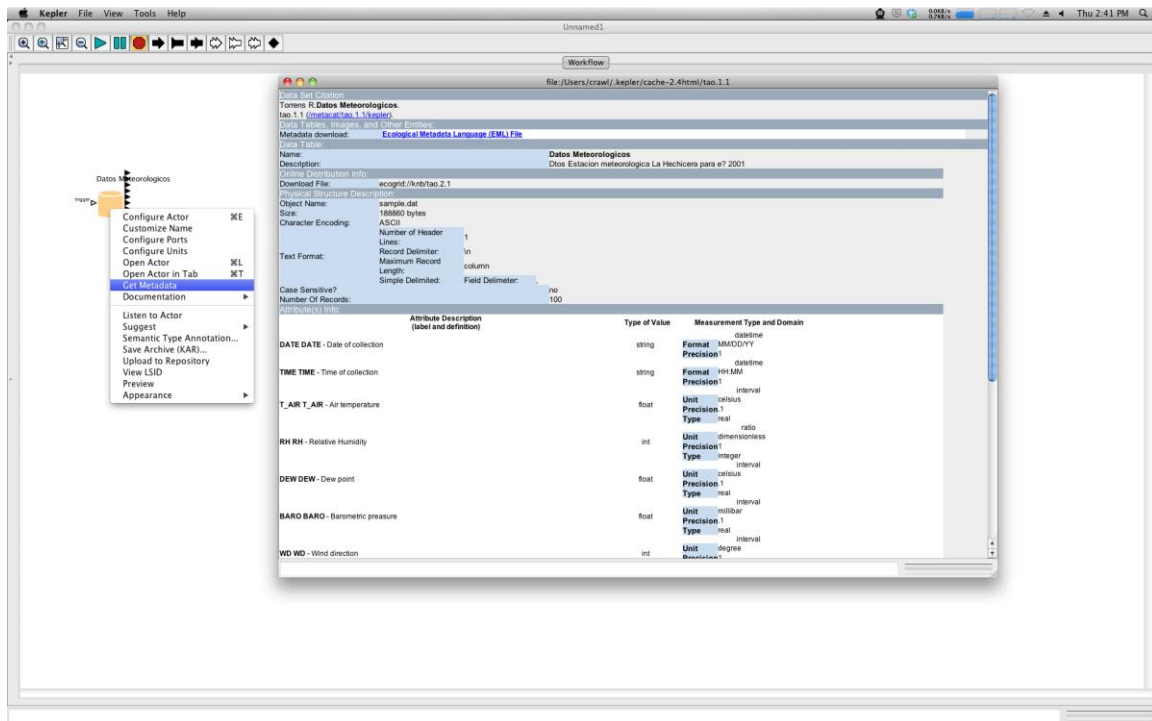 Kepler File View Tools Help
0.0KB/s
0.7KB/s
Thu 2:41 PM
Unnamed1
Workflow
file:/Users/crawl/.kepler/cache-2.4html/tao.1.1
Data Set Citation
Torrens R.Datos Meteorologicos.
tao.1.1 (/metacat/tao.1.1/kepler).
Data Tables, Images, and Other Entities:
Metadata download: Ecological Metadata Language (EML) File
Data Table:
Name: Datos Meteorologicos
Description: Dtos Estacion meteorologica La Hechicera para e? 2001
Online Distribution Info:
Download File: ecogrid://knb/tao.2.1
Physical Structure Description:
Object Name: sample.dat
Size: 188860 bytes
Character Encoding: ASCII
Text Format:
Number of Header Lines: 1
Record Delimiter: \n
Maximum Record Length: column
Simple Delimited: Field Delimeter: ,
Case Sensitive? no
Number Of Records: 100
Attribute(s) Info:
Attribute Description
(label and definition)
Type of Value
Measurement Type and Domain
DATE DATE - Date of collection
string
datetime
Format MM/DD/YY
Precision1
TIME TIME - Time of collection
string
datetime
Format HH:MM
Precision1
T_AIR T_AIR - Air temperature
float
interval
Unit celsius
Precision.1
Type real
RH RH - Relative Humidity
int
ratio
Unit dimensionless
Precision1
Type integer
DEW DEW - Dew point
float
interval
Unit celsius
Precision.1
Type real
BARO BARO - Barometric preasure
float
interval
Unit millibar
Precision.1
Type real
WD WD - Wind direction
int
interval
Unit degree
Precision1
Datos Meteorologicos
trigger
Configure Actor ⌘E
Customize Name
Configure Ports
Configure Units
Open Actor ⌘L
Open Actor in Tab ⌘T
Get Metadata
Documentation
Listen to Actor
Suggest
Semantic Type Annotation...
Save Archive (KAR)...
Upload to Repository
View LSID
Preview
Appearance